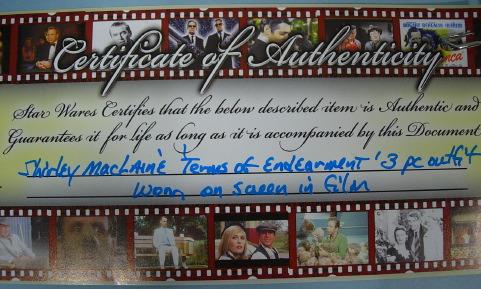 Certificate of Authenticity
Star Wares Certifies that the below described item is Authentic and
Guarantees it for life as long as it is accompanied by this Document
Shirley MacLaine "Terms of Endearment" 3 pc outfit
worn on screen in film